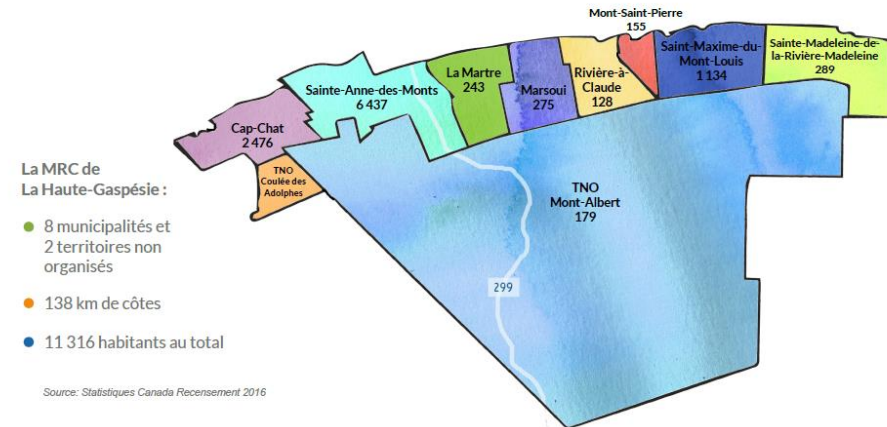 Mont-Saint-Pierre
155
Saint-Maxime-du-
Mont-Louis
1 134
Sainte-Madeleine-de-
la-Rivière-Madeleine
289
La Martre
243
Rivière-à-
Claude
128
Marsoui
275
Sainte-Anne-des-Monts
6 437
Cap-Chat
2 476
TNO
Coulée des
Adolphes
TNO
Mont-Albert
179
299
La MRC de
La Haute-Gaspésie :
8 municipalités et
2 territoires non
organisés
138 km de côtes
11 316 habitants au total
Source: Statistiques Canada Recensement 2016